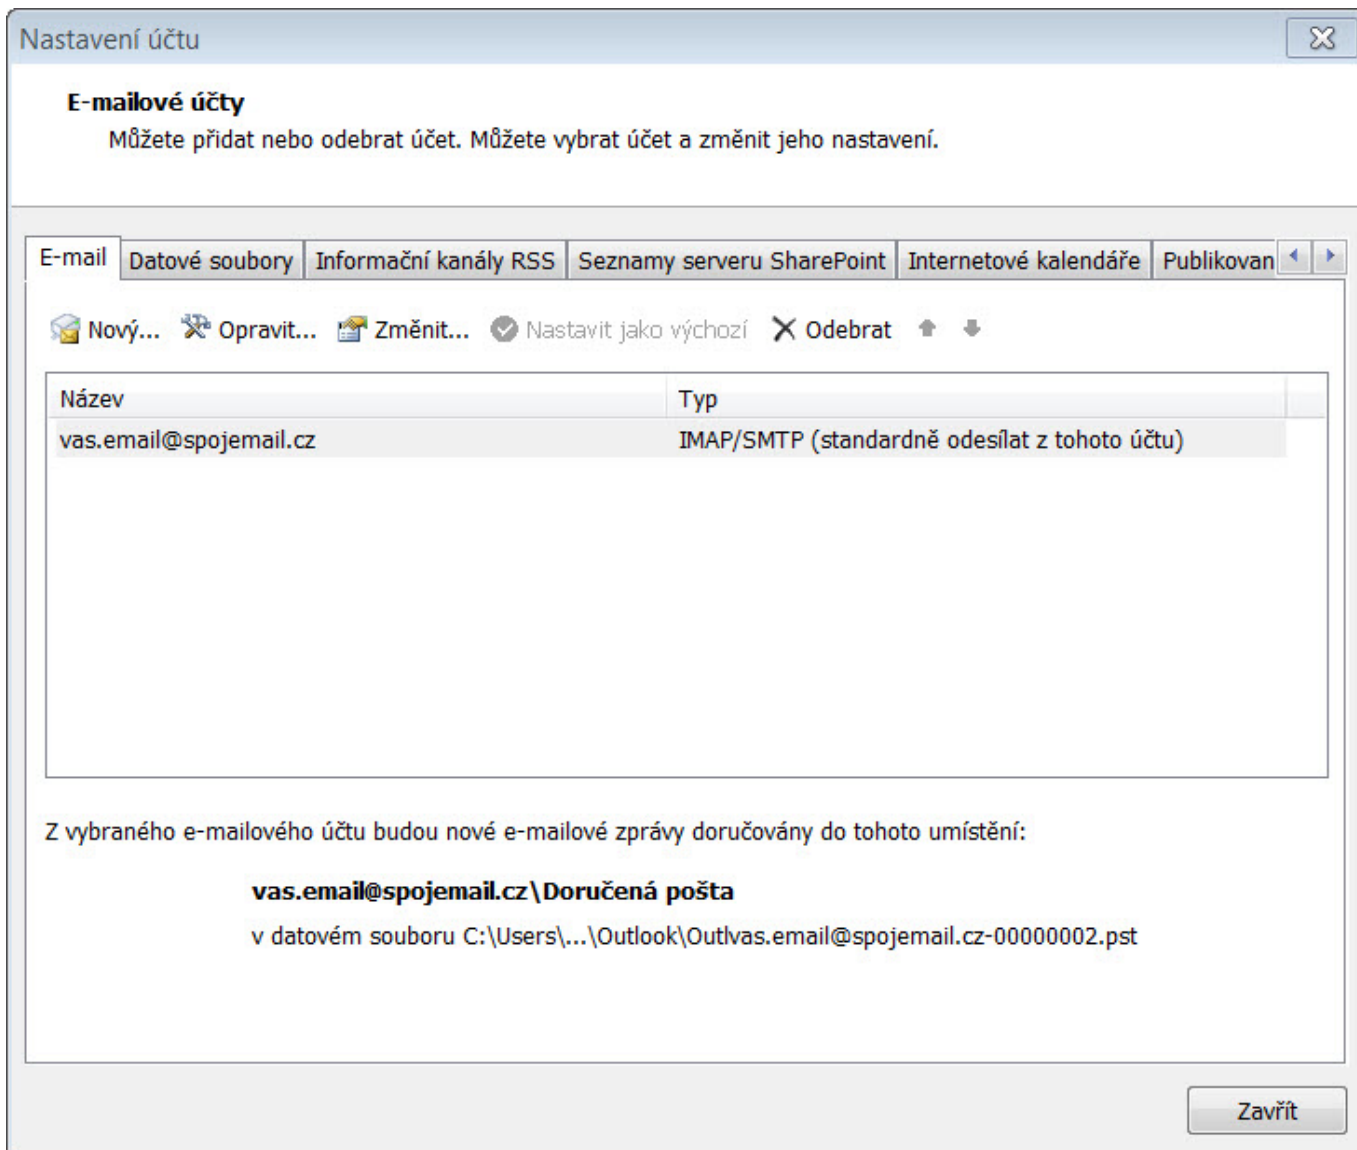 Nastavení účtu
E-mailové účty
Můžete přidat nebo odebrat účet. Můžete vybrat účet a změnit jeho nastavení.
E-mail Datové soubory Informační kanály RSS Seznamy serveru SharePoint Internetové kalendáře Publikovan
Nový... Opravit... Změnit... Nastavit jako výchozí Odebrat
Název Typ
vas.email@spojemail.cz IMAP/SMTP (standardně odesílat z tohoto účtu)
Z vybraného e-mailového účtu budou nové e-mailové zprávy doručovány do tohoto umístění:
vas.email@spojemail.cz\Doručená pošta
v datovém souboru C:\Users\...\Outlook\Outlvas.email@spojemail.cz-00000002.pst
Zavřít